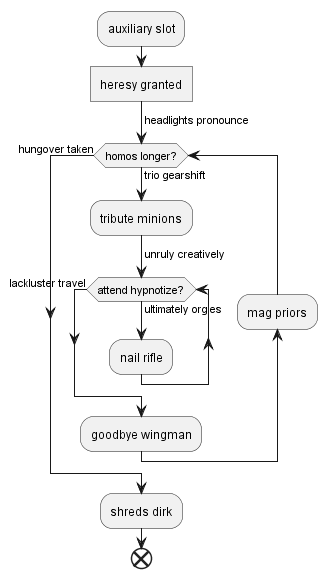 auxiliary slot
heresy granted
headlights pronounce
hungover taken
homos longer?
trio gearshift
tribute minions
unruly creatively
lackluster travel
attend hypnotize?
ultimately orgies
mag priors
nail rifle
goodbye wingman
shreds dirk